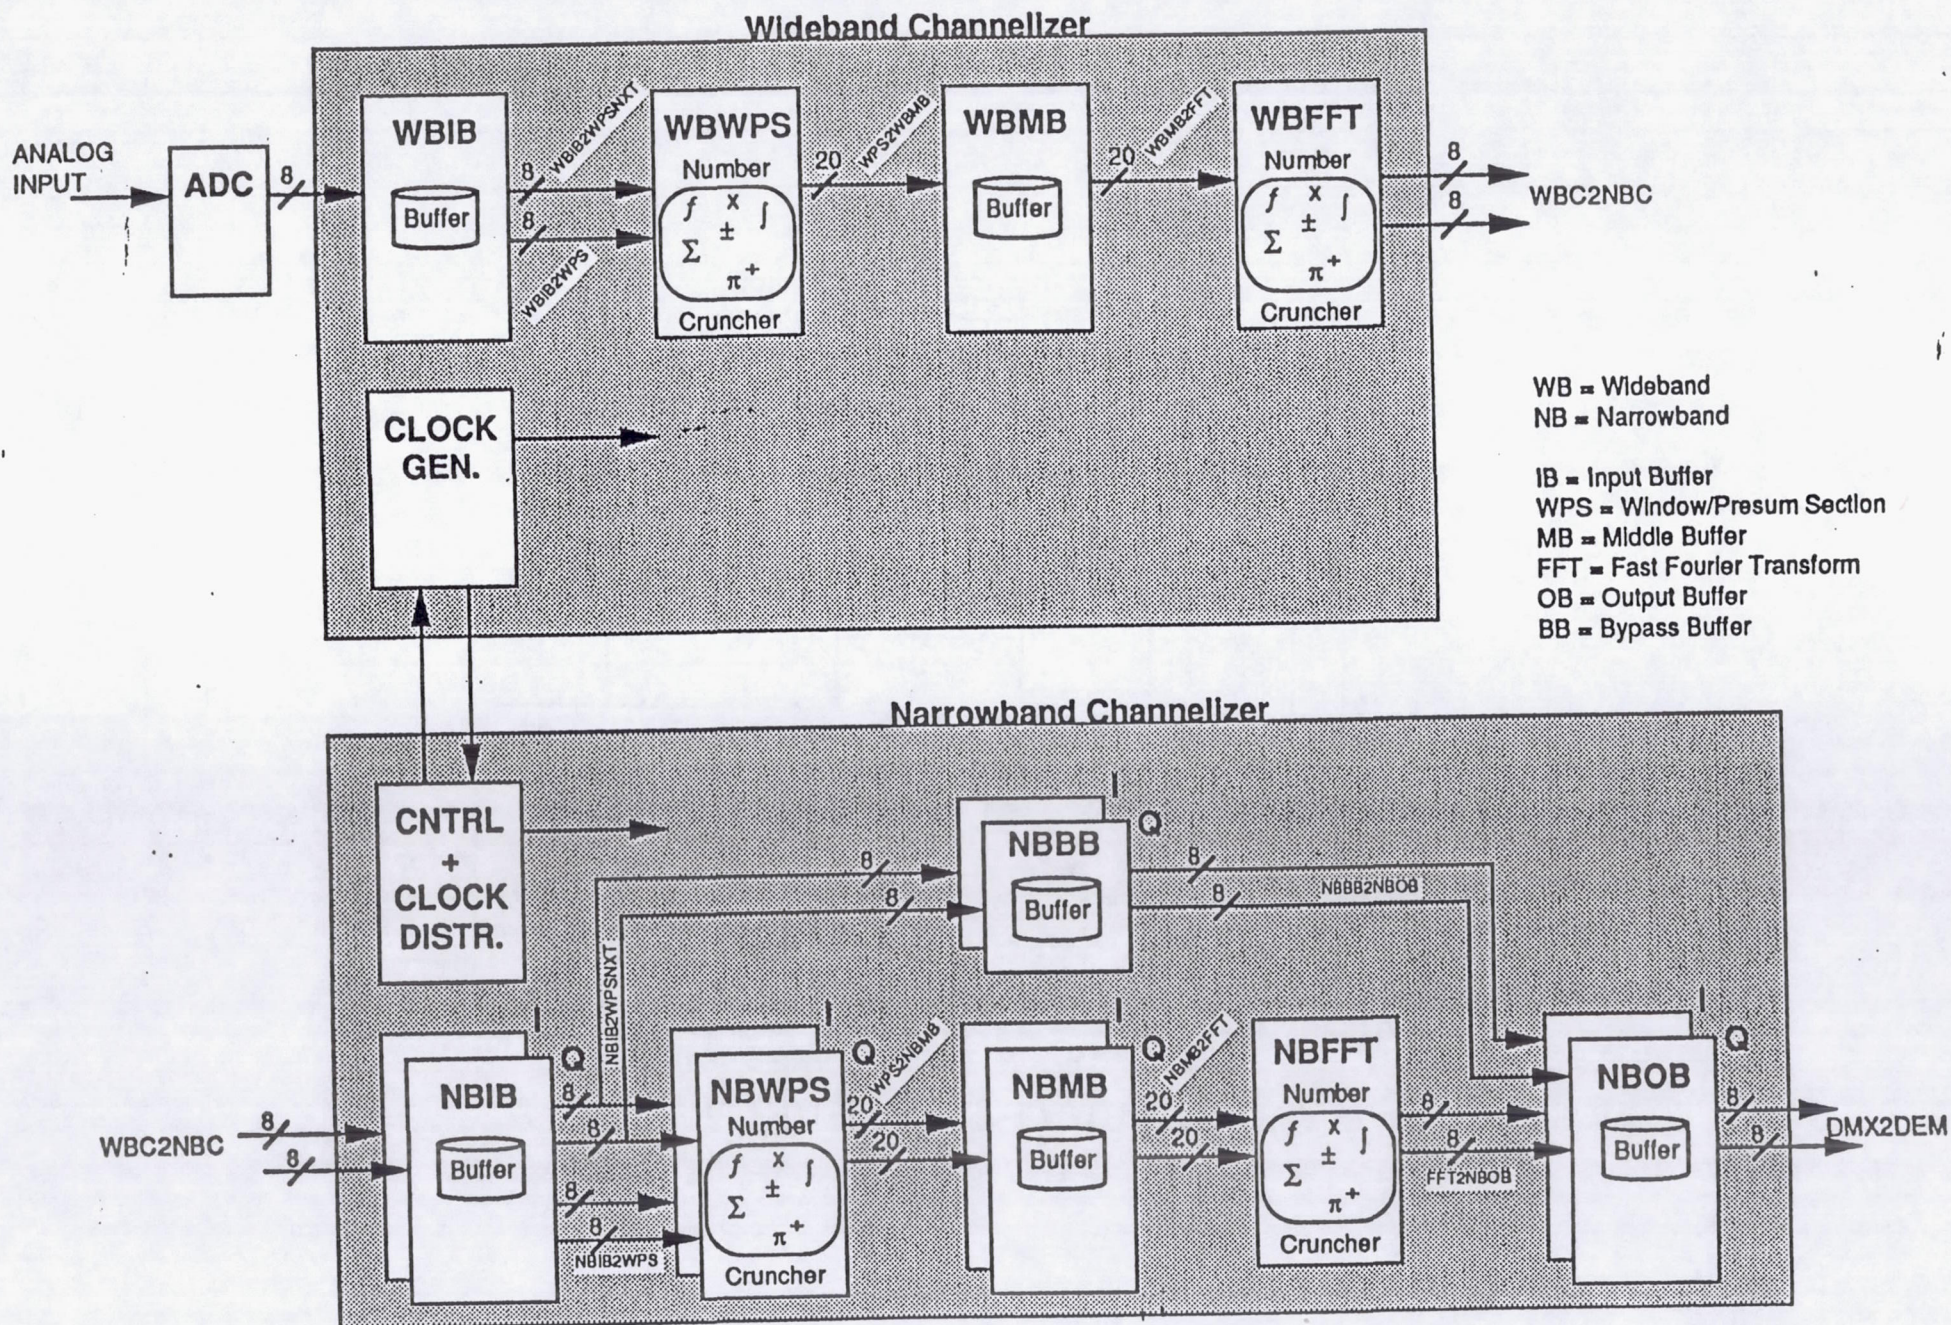 Wideband Channelizer
ANALOG
INPUT
ADC
8
WBIB
Buffer
8
WBIB2WPSNXT
8
WBIB2WPS
WBWPS
Number
f x ∫
±
Σ
π +
Cruncher
20
WPS2WBMB
WBMB
Buffer
20
WBMB2FFT
WBFFT
Number
f x ∫
±
Σ
π +
Cruncher
8
8
WBC2NBC
CLOCK
GEN.
WB = Wideband
NB = Narrowband
IB = Input Buffer
WPS = Window/Presum Section
MB = Middle Buffer
FFT = Fast Fourier Transform
OB = Output Buffer
BB = Bypass Buffer
Narrowband Channelizer
CNTRL
+
CLOCK
DISTR.
8
8
I
Q
NBBB
Buffer
8
8
NBBB2NBOB
WBC2NBC
8
8
I
Q
NBIB
Buffer
8
8
NBIB2WPSNXT
8
8
NBIB2WPS
I
Q
NBWPS
Number
f x ∫
±
Σ
π +
Cruncher
20
WPS2NBMB
20
I
Q
NBMB
Buffer
20
NBMB2FFT
20
NBFFT
Number
f x ∫
±
Σ
π +
Cruncher
8
8
FFT2NBOB
I
Q
NBOB
Buffer
8
8
DMX2DEM